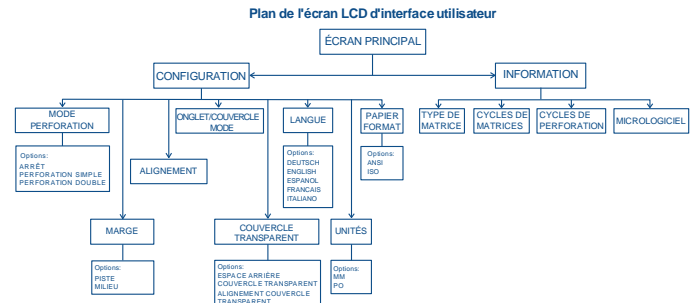 Plan de l'écran LCD d'interface utilisateur
ÉCRAN PRINCIPAL
CONFIGURATION
INFORMATION
MODE
PERFORATION
Options:
ARRÊT
PERFORATION SIMPLE
PERFORATION DOUBLE
MARGE
Options:
PISTE
MILIEU
ALIGNEMENT
ONGLET/COUVERCLE
MODE
COUVERCLE
TRANSPARENT
Options:
ESPACE ARRIÈRE
COUVERCLE TRANSPARENT
ALIGNEMENT COUVERCLE
TRANSPARENT
LANGUE
Options:
DEUTSCH
ENGLISH
ESPANOL
FRANCAIS
ITALIANO
UNITÉS
Options:
MM
PO
PAPIER
FORMAT
Options:
ANSI
ISO
TYPE DE
MATRICE
CYCLES DE
MATRICES
CYCLES DE
PERFORATION
MICROLOGICIEL